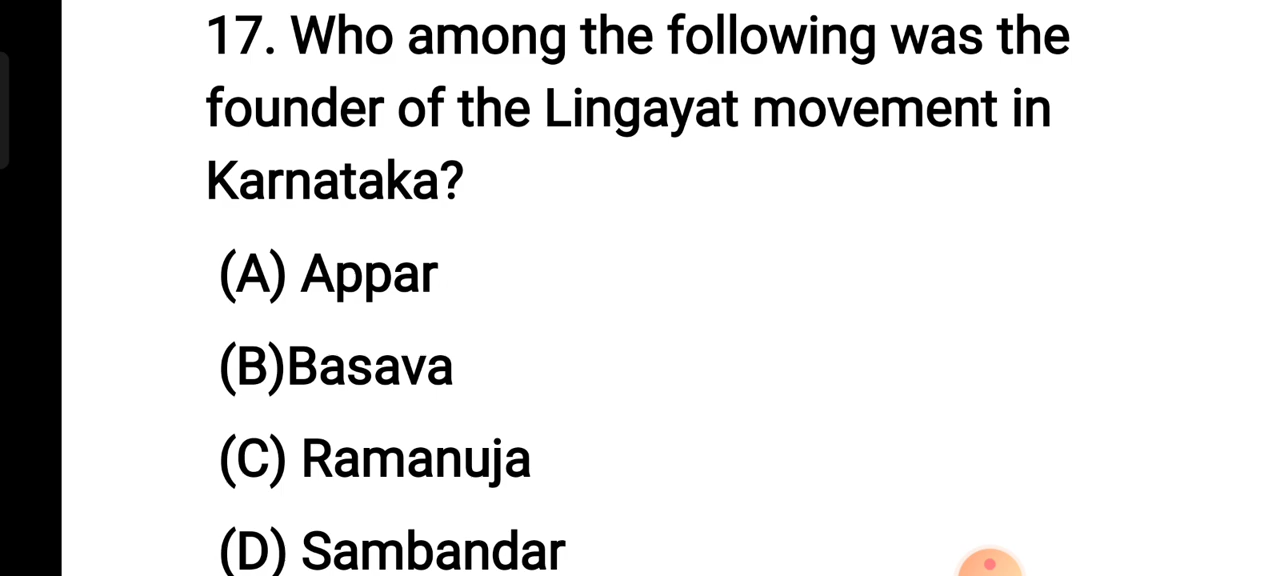 17. Who among the following was the
founder of the Lingayat movement in
Karnataka?
(A) Appar
(B)Basava
(C) Ramanuja
(D) Sambandar